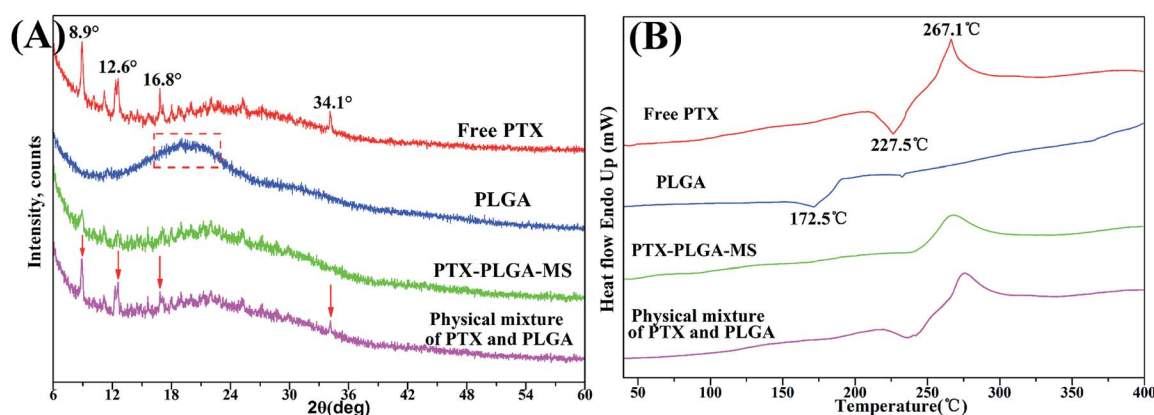 (A)
8.9°
12.6°
16.8°
34.1°
Free PTX
PLGA
PTX-PLGA-MS
Physical mixture
of PTX and PLGA
Intensity, counts
6 12 18 24 30 36 42 48 54 60
2θ(deg)
(B)
267.1℃
Free PTX
227.5℃
PLGA
172.5℃
PTX-PLGA-MS
Physical mixture
of PTX and PLGA
Heat flow Endo Up (mW)
50 100 150 200 250 300 350 400
Temperature(℃)